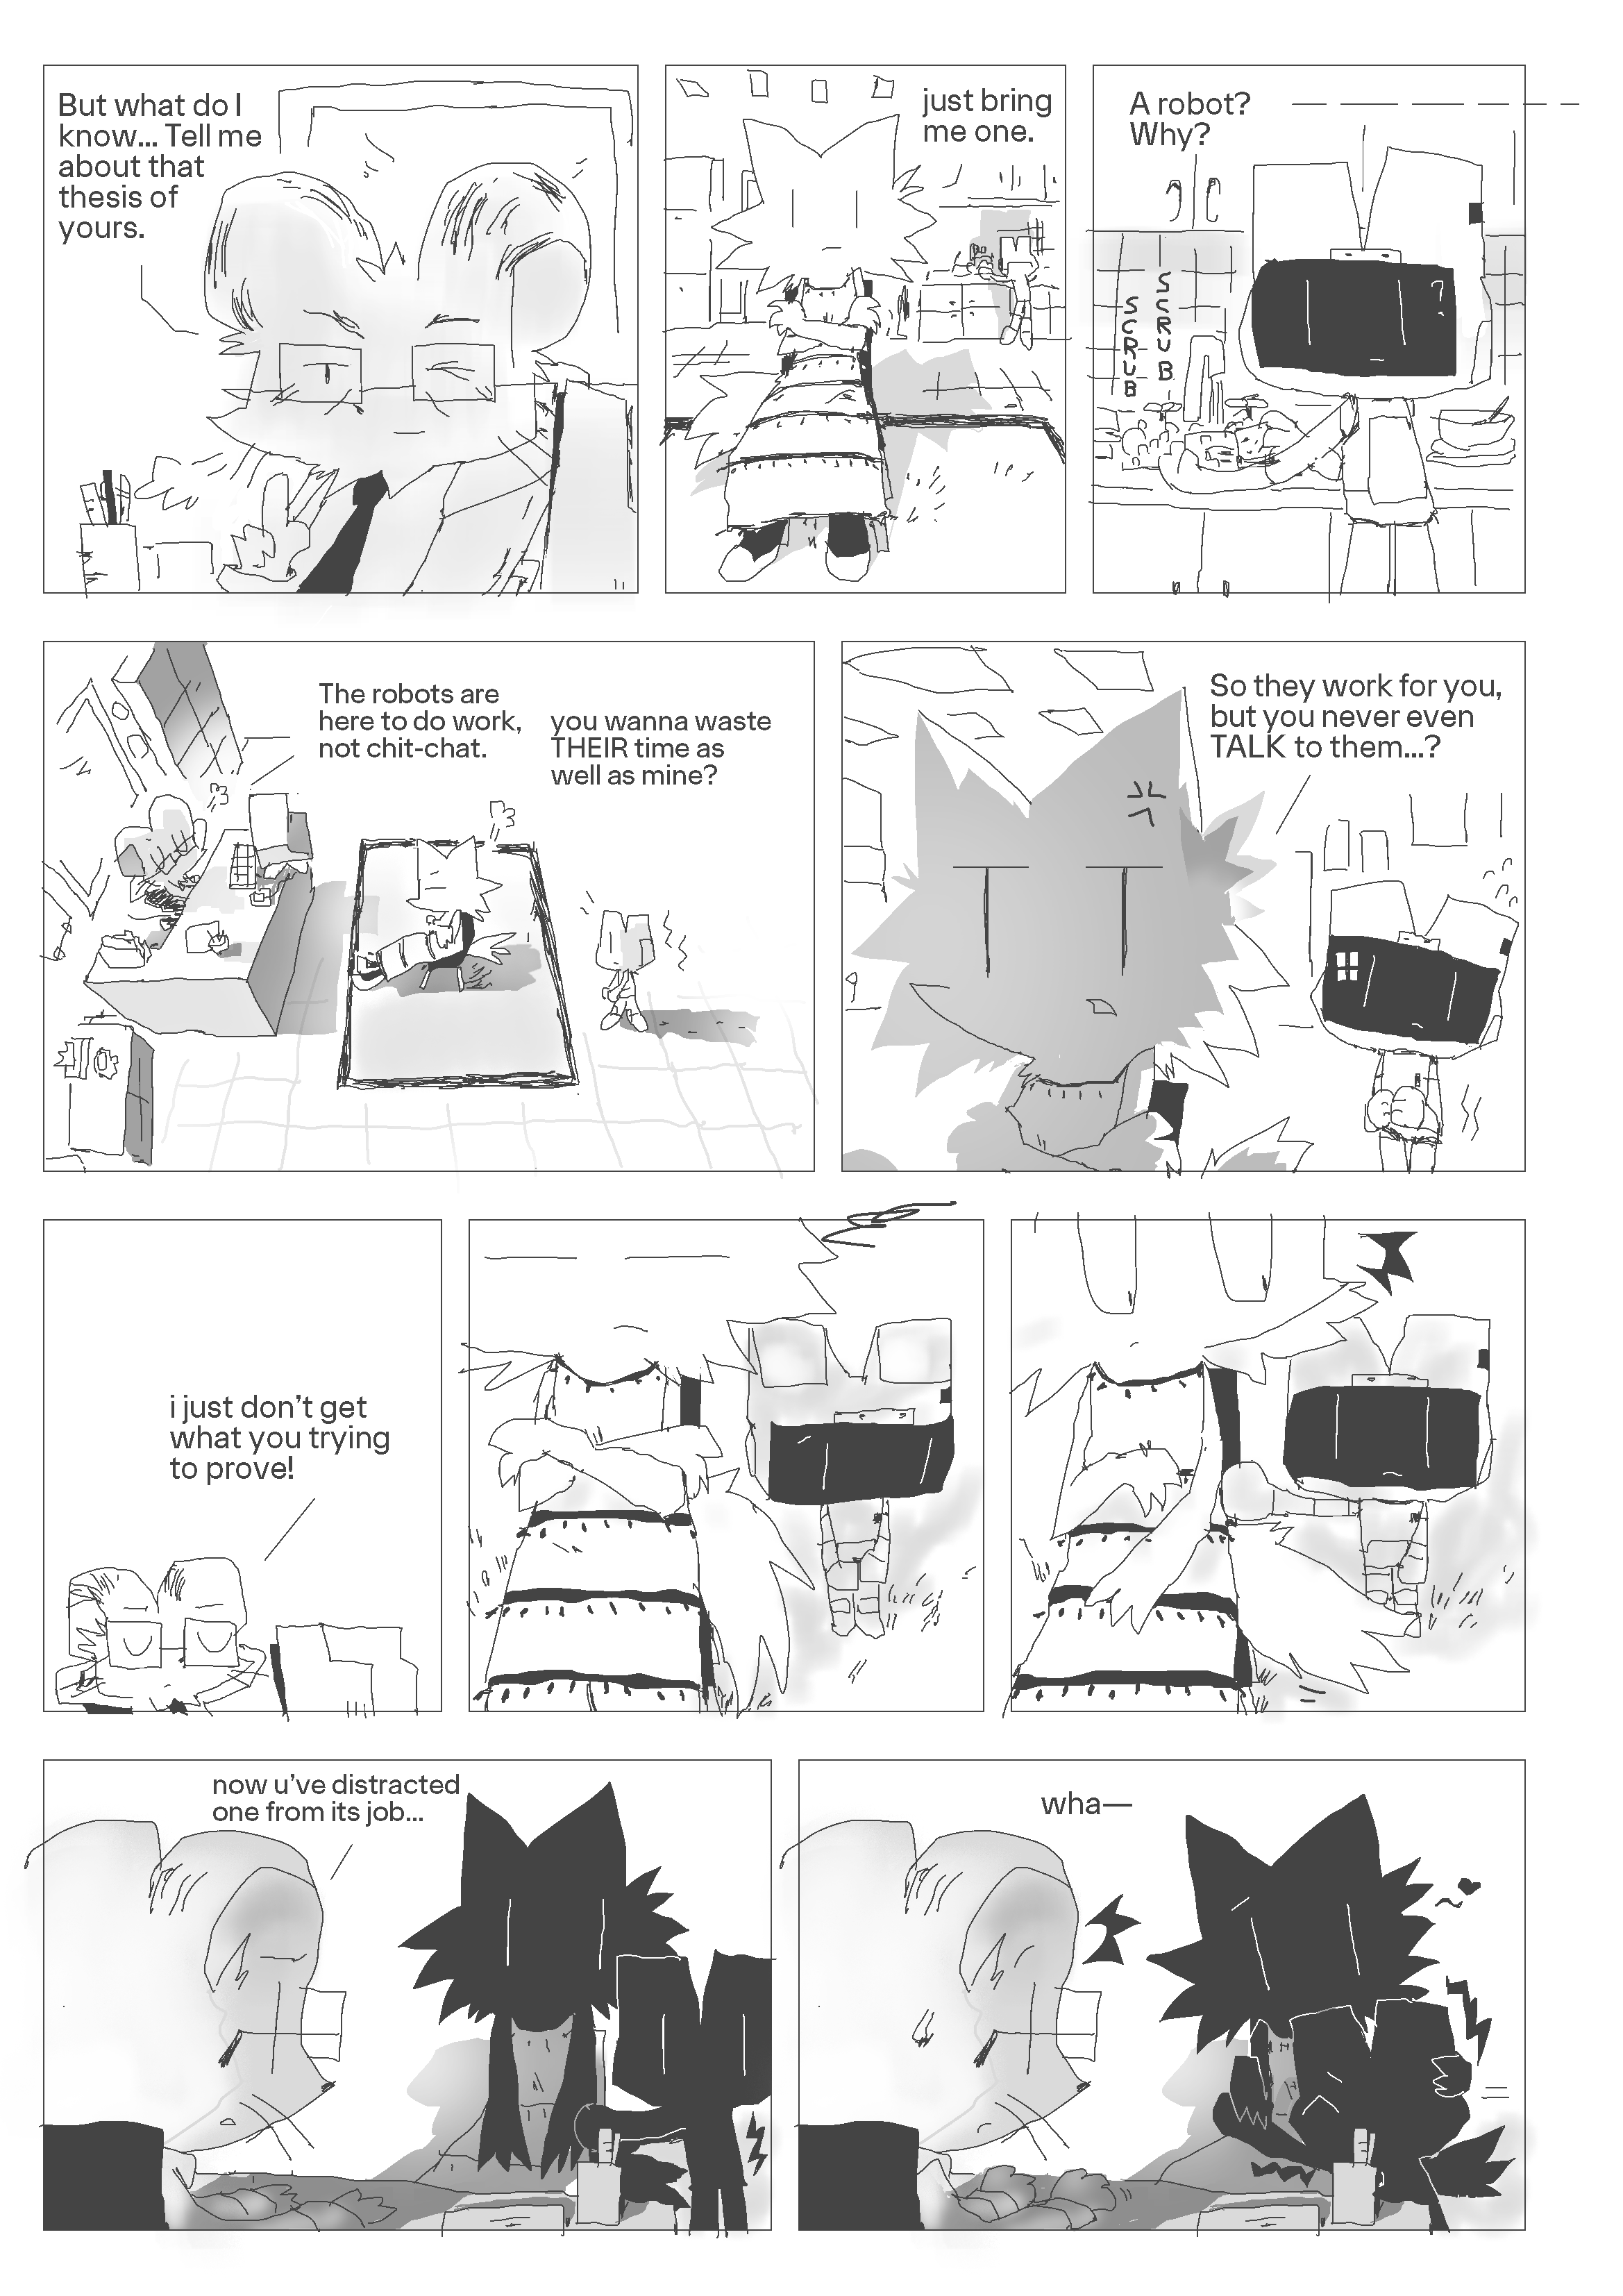 But what do I
know... Tell me
about that
thesis of
yours.
just bring
me one.
A robot?
Why?
?
SCRUB
SCRUB
The robots are
here to do work,
not chit-chat.
you wanna waste
THEIR time as
well as mine?
So they work for you,
but you never even
TALK to them...?
i just don't get
what you trying
to prove!
now u've distracted
one from its job...
wha—